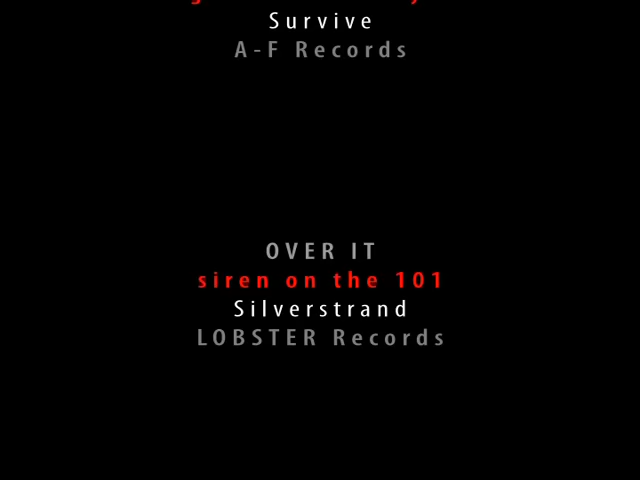 Survive
A-F Records
OVER IT
siren on the 101
Silverstrand
LOBSTER Records